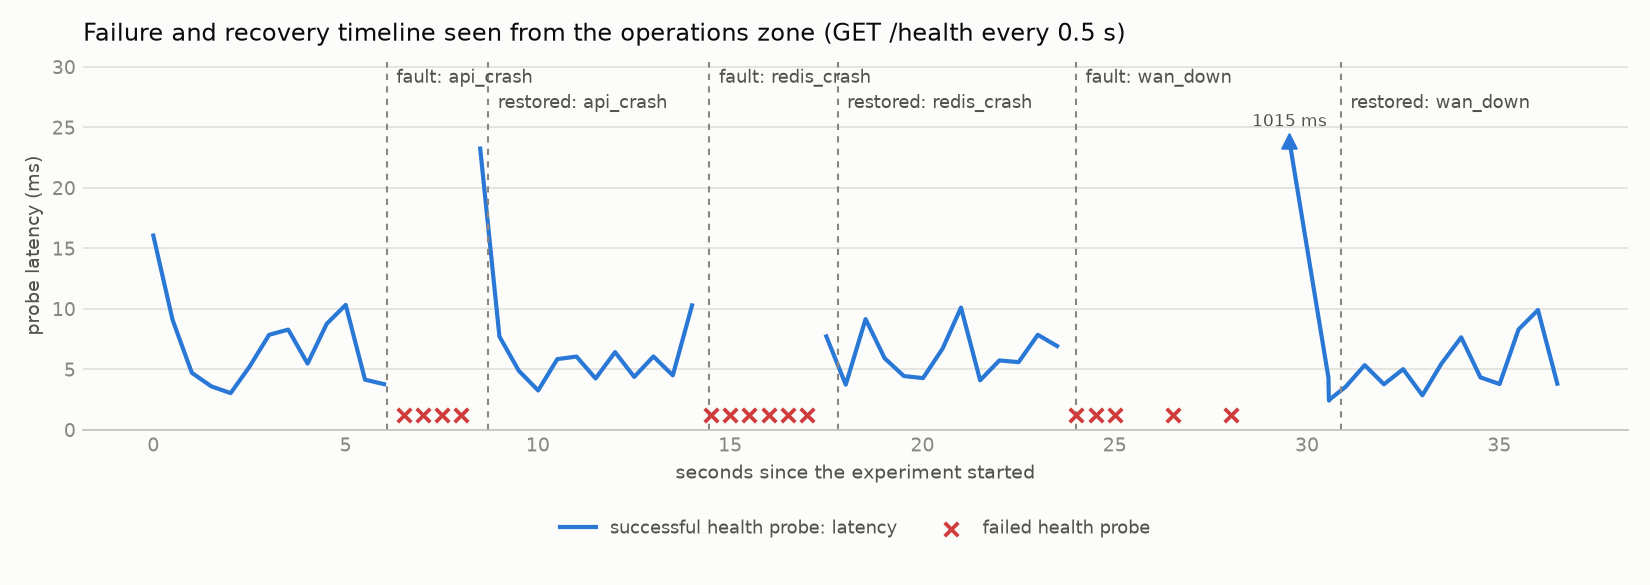 Failure and recovery timeline seen from the operations zone (GET /health every 0.5 s)
30
25
20
15
10
5
0
probe latency (ms)
fault: api_crash
restored: api_crash
fault: redis_crash
restored: redis_crash
fault: wan_down
restored: wan_down
1015 ms
0 5 10 15 20 25 30 35
seconds since the experiment started
successful health probe: latency
failed health probe